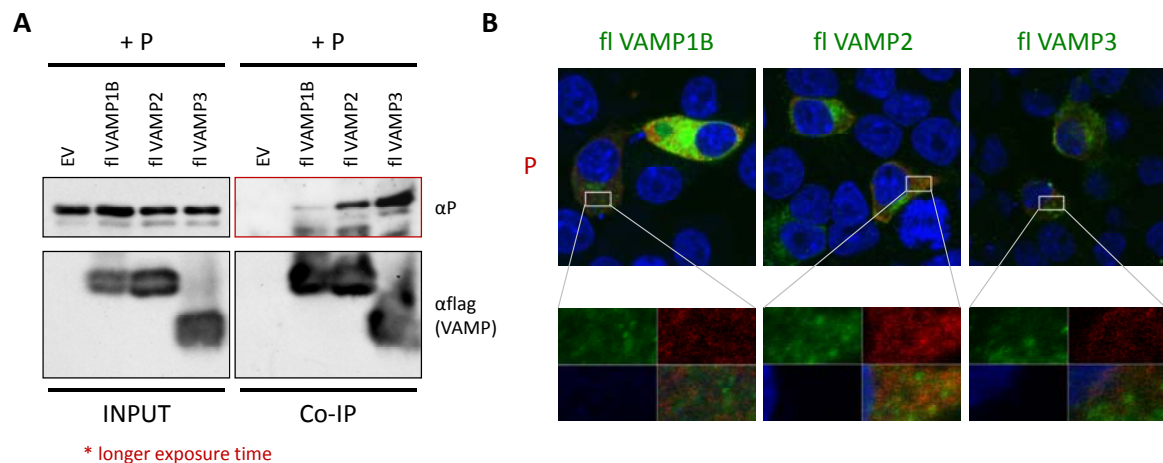 A
+ P
+ P
EV
fl VAMP1B
fl VAMP2
fl VAMP3
EV
fl VAMP1B
fl VAMP2
fl VAMP3
αP
αflag
(VAMP)
INPUT
Co-IP
* longer exposure time
B
fl VAMP1B
fl VAMP2
fl VAMP3
P